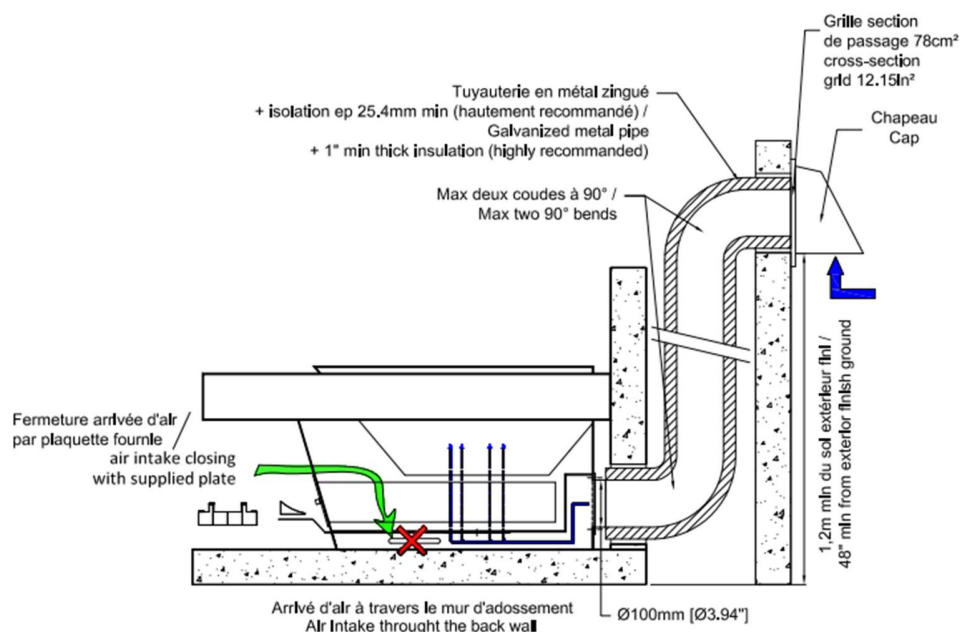 Grille section
de passage 78cm²
cross-section
grid 12.15in²
Tuyauterie en métal zingué
+ isolation ep 25.4mm min (hautement recommandé) /
Galvanized metal pipe
+ 1" min thick insulation (highly recommended)
Chapeau
Cap
Max deux coudes à 90° /
Max two 90° bends
1,2m min du sol extérieur fini /
48" min from exterior finish ground
Fermeture arrivée d'air
par plaquette fournie
air intake closing
with supplied plate
Arrivé d'air à travers le mur d'adossement
Air Intake throught the back wall
Ø100mm [Ø3.94"]